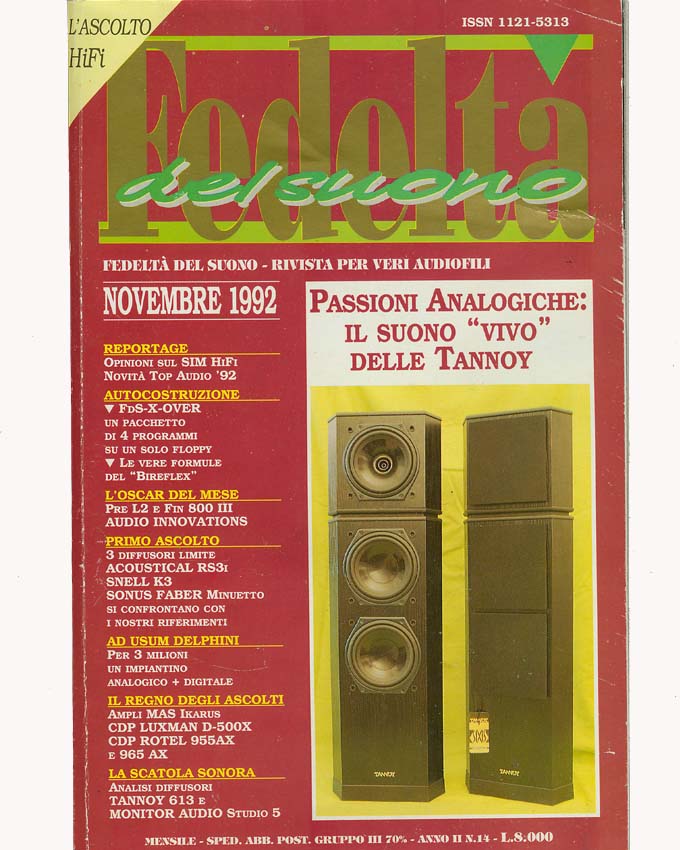 L'ASCOLTO
HiFi
ISSN 1121-5313
Fedeltà
del suono
FEDELTÀ DEL SUONO - RIVISTA PER VERI AUDIOFILI
NOVEMBRE 1992
PASSIONI ANALOGICHE:
IL SUONO “VIVO”
DELLE TANNOY
REPORTAGE
OPINIONI SUL SIM HIFI
NOVITÀ TOP AUDIO '92
AUTOCOSTRUZIONE
▼ FDS-X-OVER
UN PACCHETTO
DI 4 PROGRAMMI
SU UN SOLO FLOPPY
▼ LE VERE FORMULE
DEL “BIREFLEX”
L'OSCAR DEL MESE
PRE L2 E FIN 800 III
AUDIO INNOVATIONS
PRIMO ASCOLTO
3 DIFFUSORI LIMITE
ACOUSTICAL RS3I
SNELL K3
SONUS FABER MINUETTO
SI CONFRONTANO CON
I NOSTRI RIFERIMENTI
AD USUM DELPHINI
PER 3 MILIONI
UN IMPIANTINO
ANALOGICO + DIGITALE
IL REGNO DEGLI ASCOLTI
AMPLI MAS IKARUS
CDP LUXMAN D-500X
CDP ROTEL 955AX
E 965 AX
LA SCATOLA SONORA
ANALISI DIFFUSORI
TANNOY 613 E
MONITOR AUDIO STUDIO 5
TANNOY
TANNOY
MENSILE - SPED. ABB. POST. GRUPPO III 70% - ANNO II N.14 - L.8.000